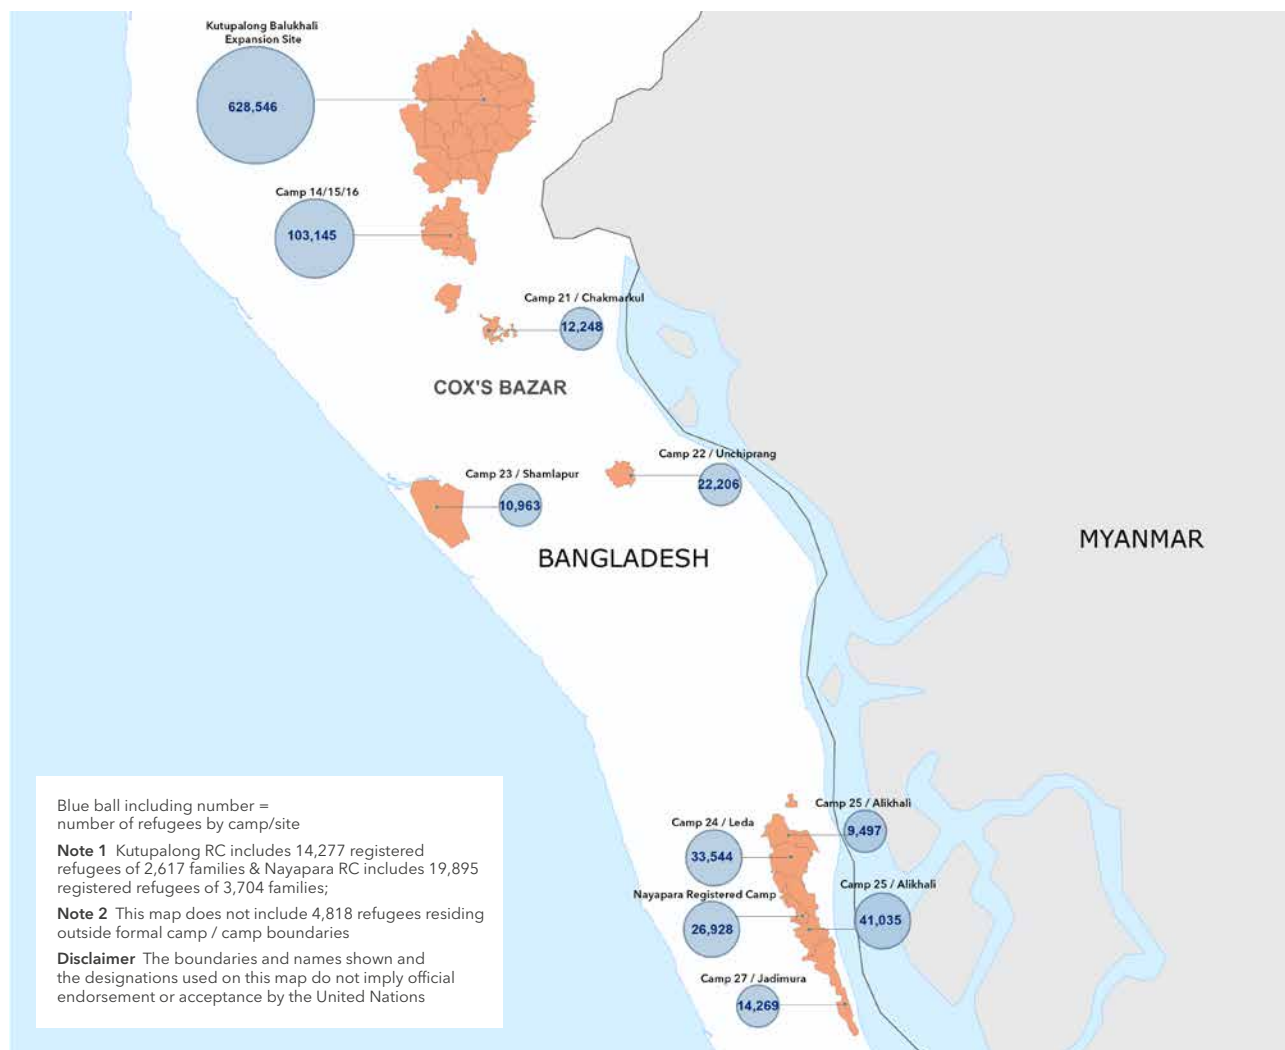 Kutupalong Balukhali
Expansion Site
628,546
Camp 14/15/16
103,145
Camp 21 / Chakmarkul
12,248
COX'S BAZAR
Camp 22 / Unchiprang
22,206
Camp 23 / Shamlapur
10,963
BANGLADESH
MYANMAR
Camp 25 / Alikhali
9,497
Camp 24 / Leda
33,544
Camp 25 / Alikhali
41,035
Nayapara Registered Camp
26,928
Camp 27 / Jadimura
14,269
Blue ball including number =
number of refugees by camp/site
Note 1 Kutupalong RC includes 14,277 registered
refugees of 2,617 families & Nayapara RC includes 19,895
registered refugees of 3,704 families;
Note 2 This map does not include 4,818 refugees residing
outside formal camp / camp boundaries
Disclaimer The boundaries and names shown and
the designations used on this map do not imply official
endorsement or acceptance by the United Nations